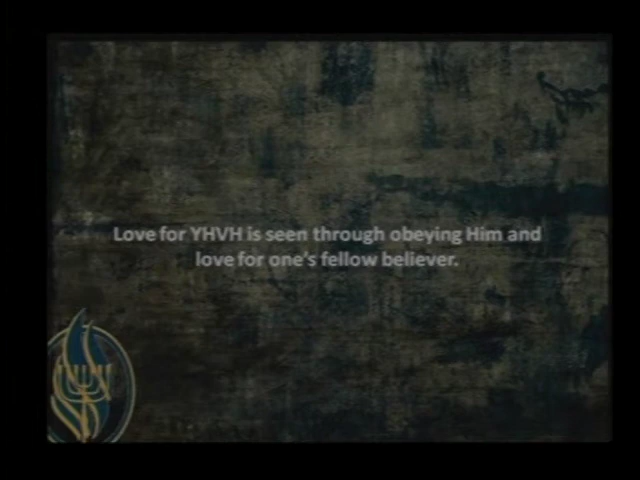 Love for YHVH is seen through obeying Him and
love for one's fellow believer.